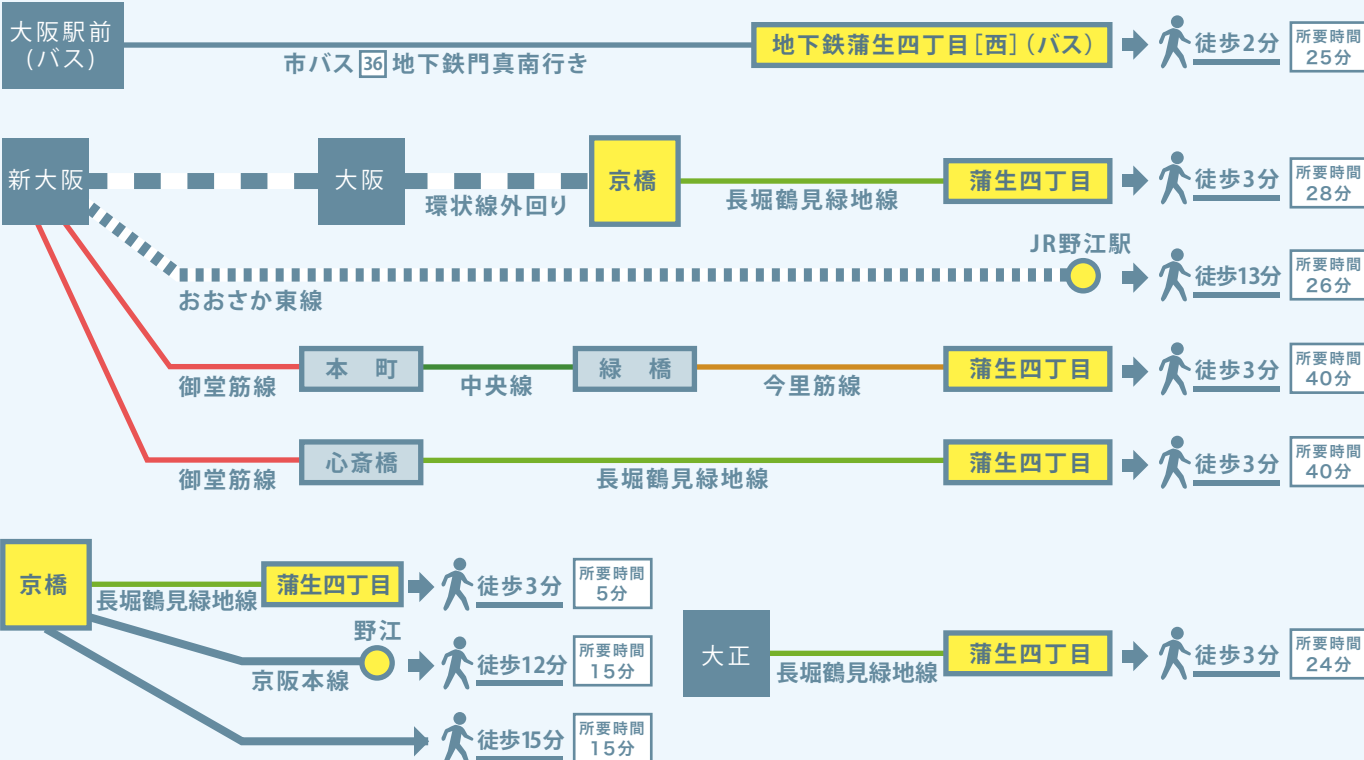 大阪駅前
(バス)
市バス36地下鉄門真南行き
地下鉄蒲生四丁目[西](バス)
徒歩2分
所要時間
25分
新大阪
大阪
環状線外回り
京橋
長堀鶴見緑地線
蒲生四丁目
徒歩3分
所要時間
28分
おおさか東線
JR野江駅
徒歩13分
所要時間
26分
御堂筋線
本 町
中央線
緑 橋
今里筋線
蒲生四丁目
徒歩3分
所要時間
40分
御堂筋線
心斎橋
長堀鶴見緑地線
蒲生四丁目
徒歩3分
所要時間
40分
京橋
長堀鶴見緑地線
蒲生四丁目
徒歩3分
所要時間
5分
京阪本線
野江
徒歩12分
所要時間
15分
徒歩15分
所要時間
15分
大正
長堀鶴見緑地線
蒲生四丁目
徒歩3分
所要時間
24分